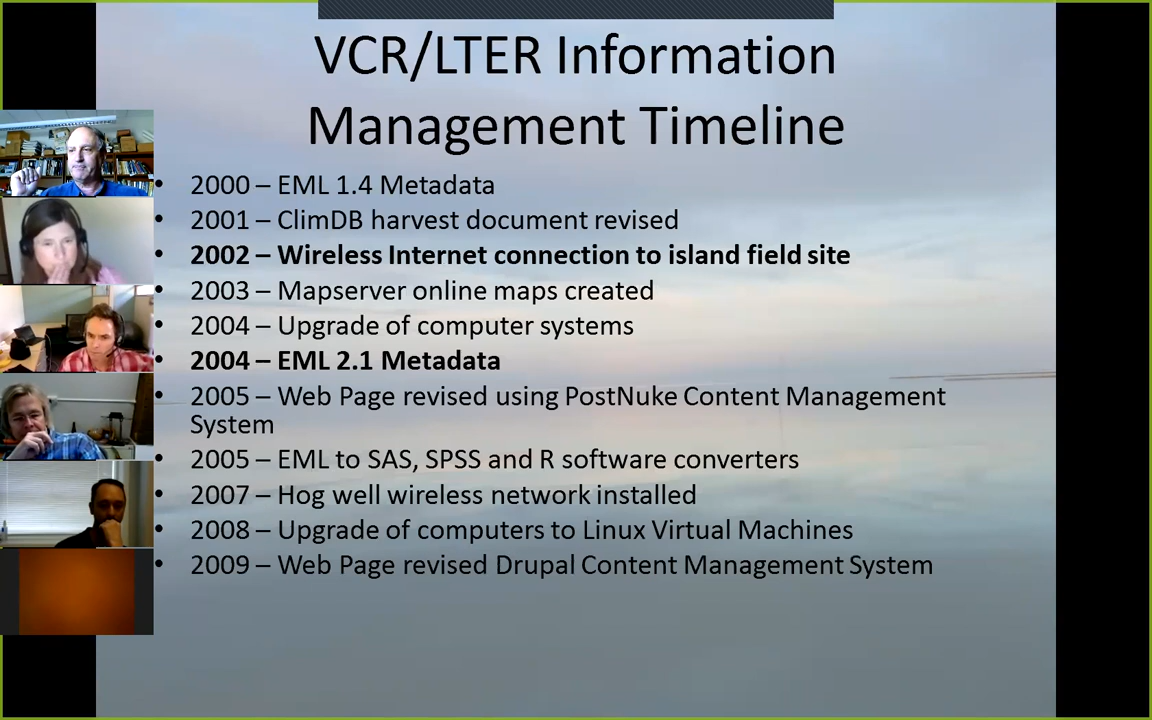 VCR/LTER Information
Management Timeline
• 2000 – EML 1.4 Metadata
• 2001 – ClimDB harvest document revised
• 2002 – Wireless Internet connection to island field site
• 2003 – Mapserver online maps created
• 2004 – Upgrade of computer systems
• 2004 – EML 2.1 Metadata
• 2005 – Web Page revised using PostNuke Content Management
System
• 2005 – EML to SAS, SPSS and R software converters
• 2007 – Hog well wireless network installed
• 2008 – Upgrade of computers to Linux Virtual Machines
• 2009 – Web Page revised Drupal Content Management System